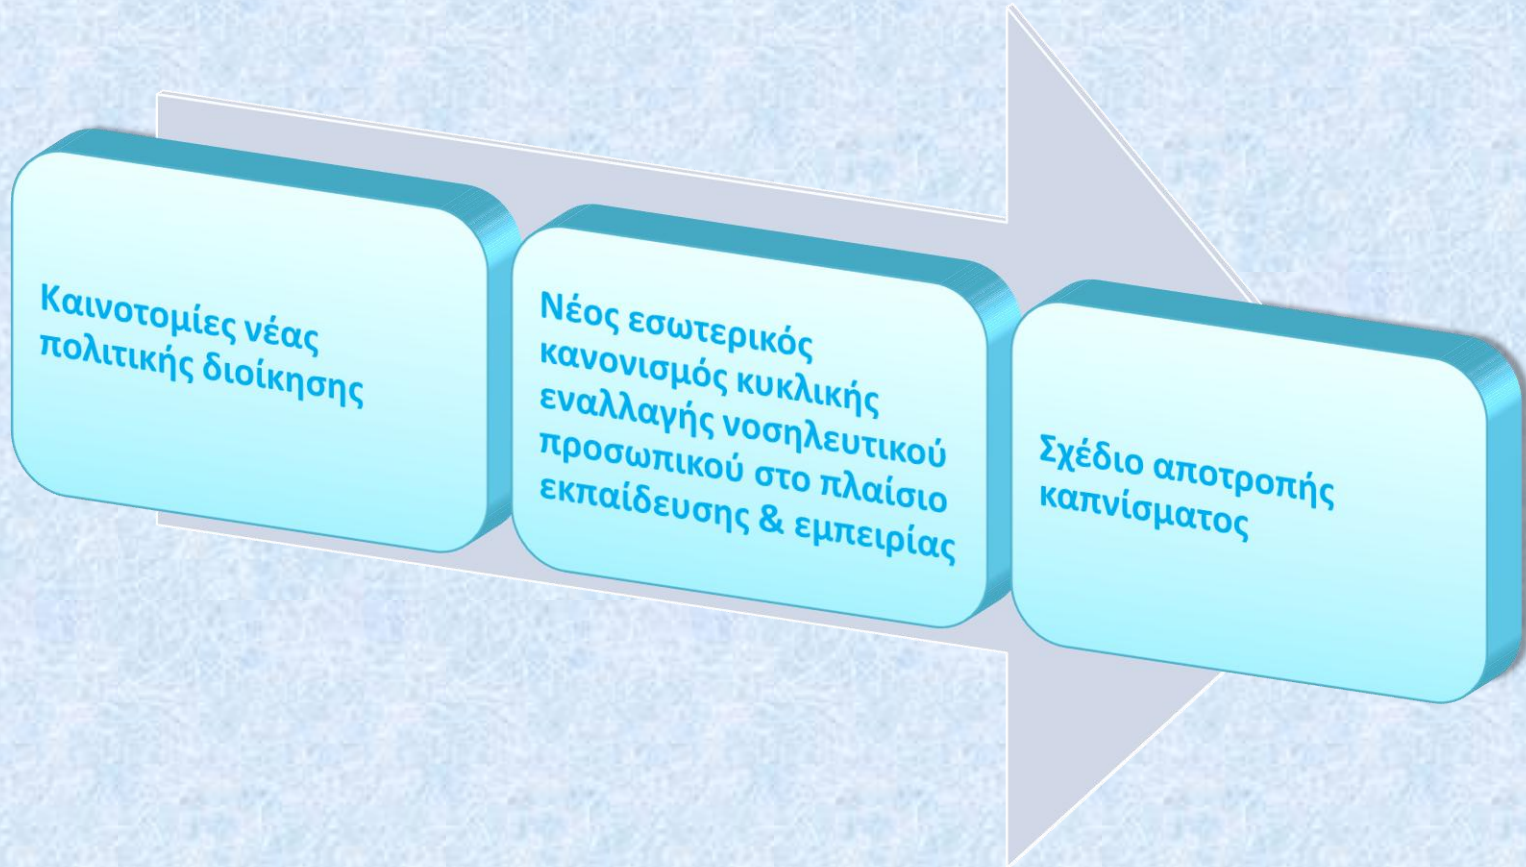 Καινοτομίες νέας
πολιτικής διοίκησης
Νέος εσωτερικός
κανονισμός κυκλικής
εναλλαγής νοσηλευτικού
προσωπικού στο πλαίσιο
εκπαίδευσης & εμπειρίας
Σχέδιο αποτροπής
καπνίσματος